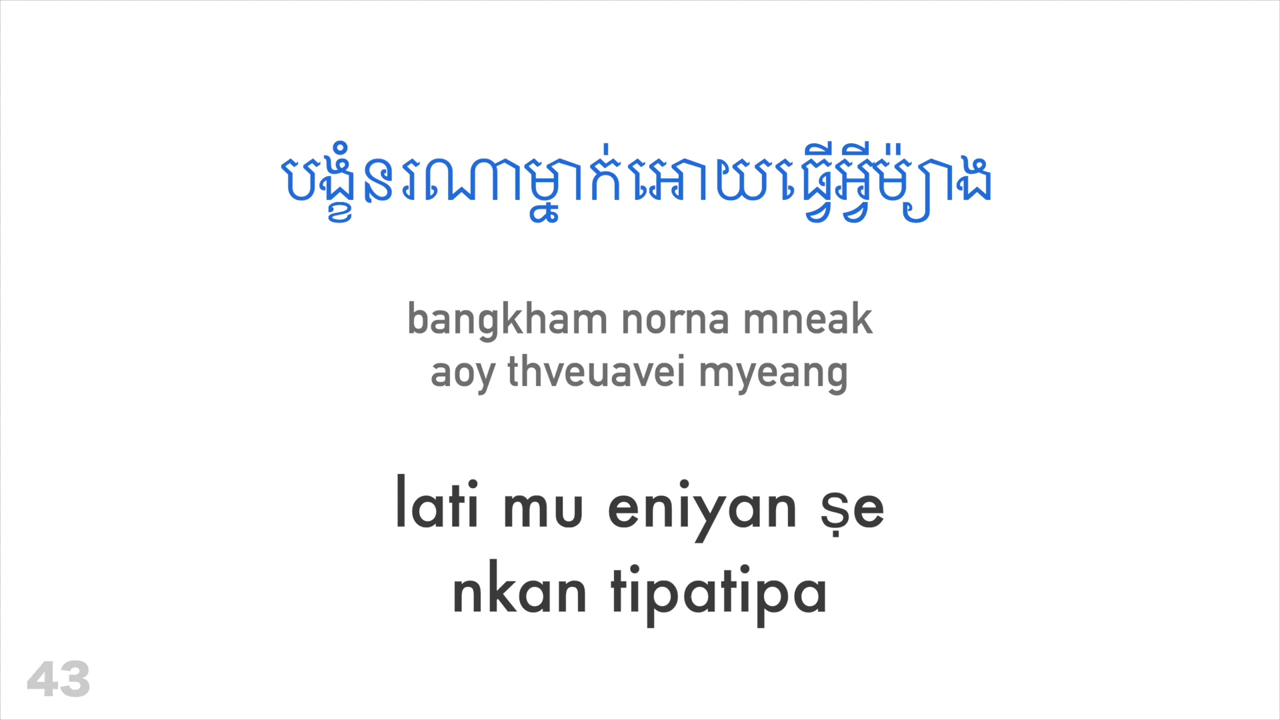 បង្ខំនរណាម្នាក់អោយធ្វើអ្វីម៉្យាង
bangkham norna mneak
aoy thveuavei myeang
lati mu eniyan ṣe
nkan tipatipa
43